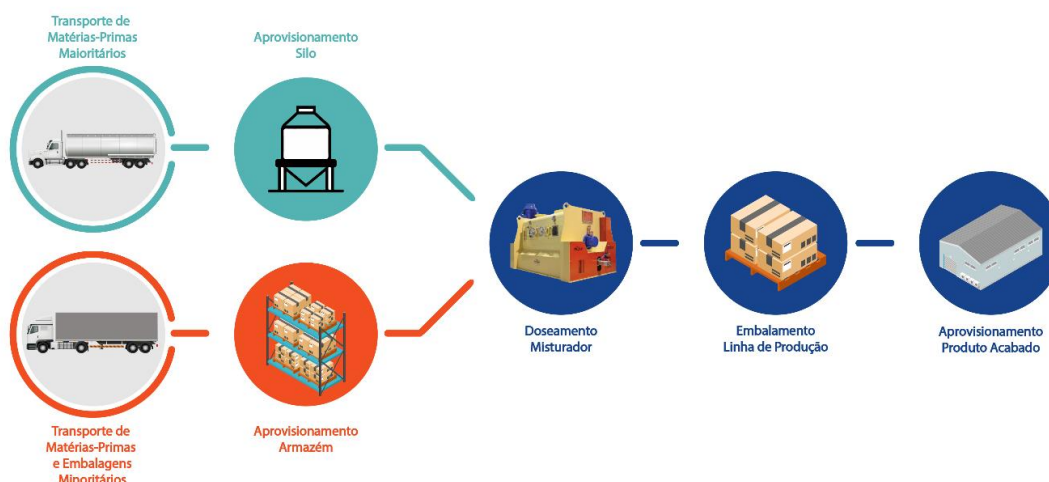 Transporte de
Matérias-Primas
Maioritários
Aprovisionamento
Silo
Doseamento
Misturador
Embalamento
Linha de Produção
Aprovisionamento
Produto Acabado
Transporte de
Matérias-Primas
e Embalagens
Minoritários
Aprovisionamento
Armazém